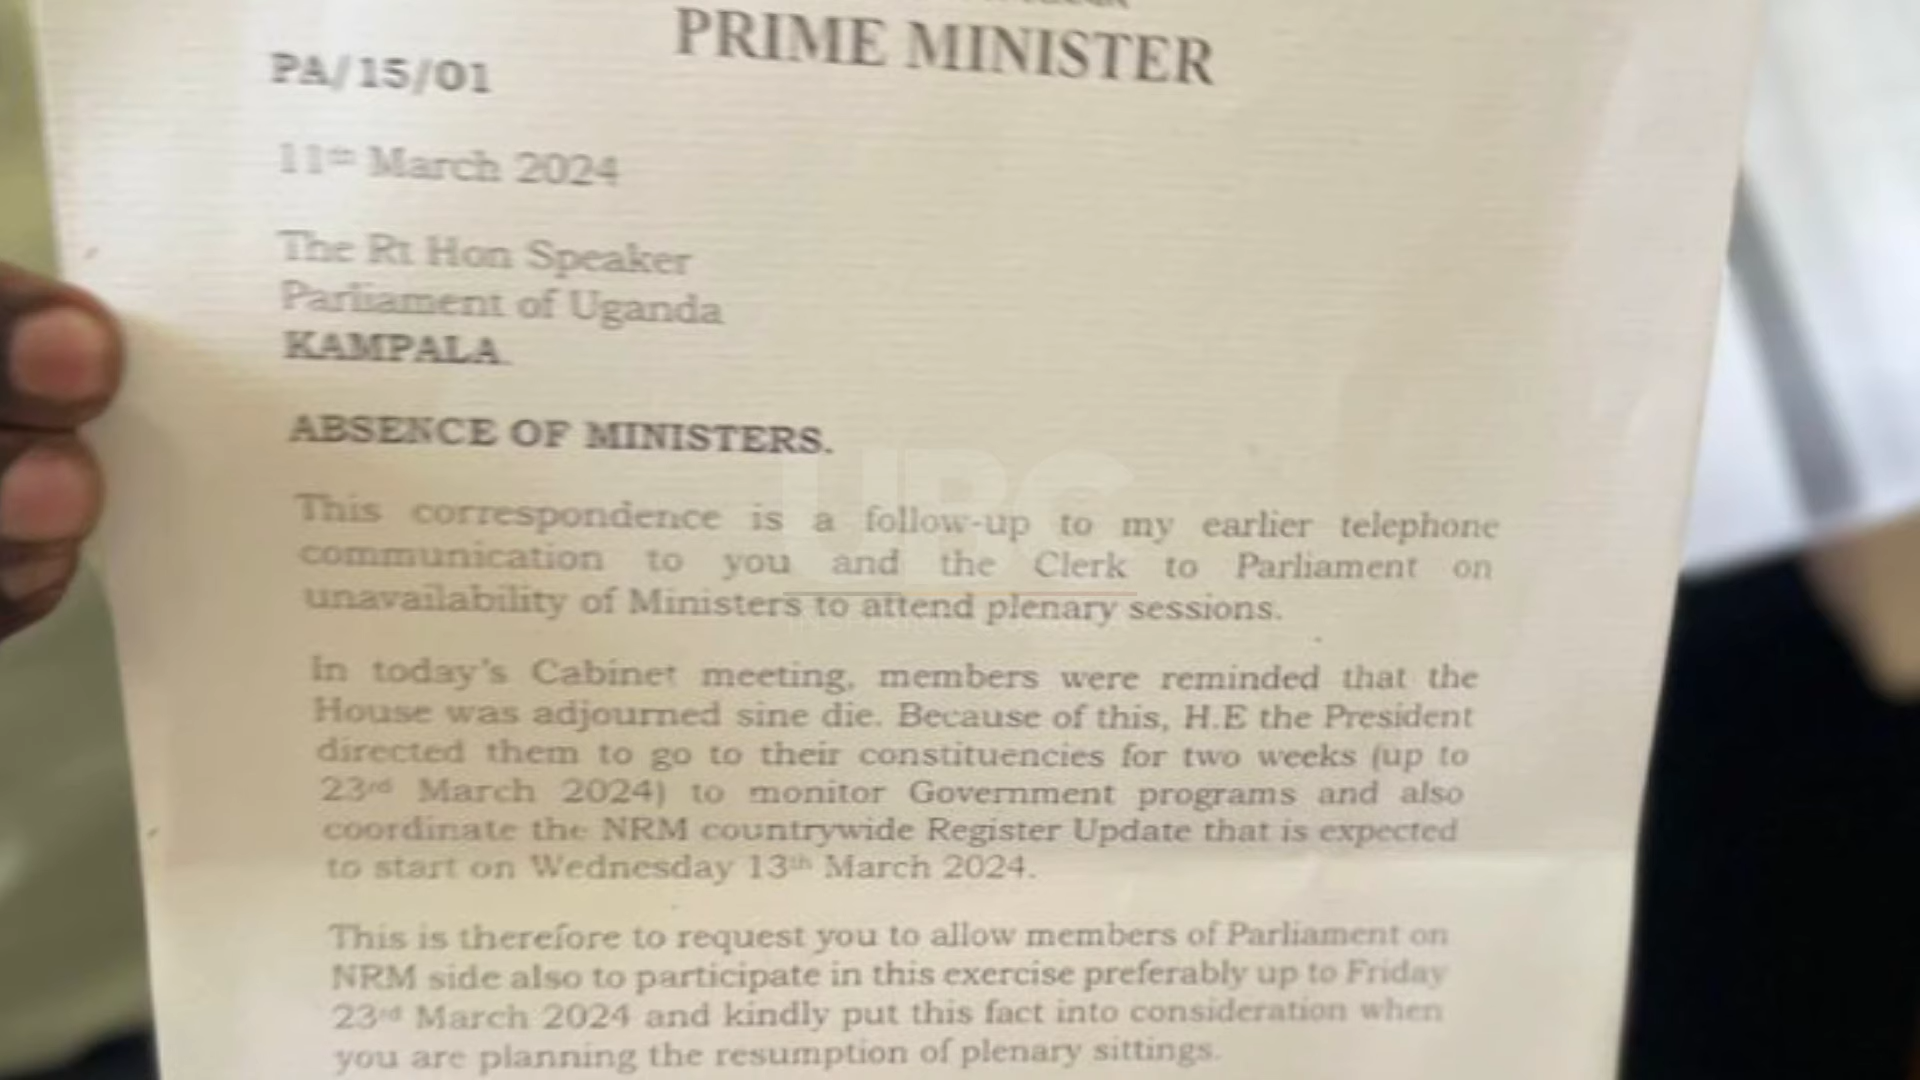 PRIME MINISTER
PA/15/01
11th March 2024
The Rt Hon Speaker
Parliament of Uganda
KAMPALA.
ABSENCE OF MINISTERS.
This correspondence is a follow-up to my earlier telephone
communication to you and the Clerk to Parliament on
unavailability of Ministers to attend plenary sessions.
In today's Cabinet meeting, members were reminded that the
House was adjourned sine die. Because of this, H.E the President
directed them to go to their constituencies for two weeks (up to
23rd March 2024) to monitor Government programs and also
coordinate the NRM countrywide Register Update that is expected
to start on Wednesday 13th March 2024.
This is therefore to request you to allow members of Parliament on
NRM side also to participate in this exercise preferably up to Friday
23rd March 2024 and kindly put this fact into consideration when
you are planning the resumption of plenary sittings.
UBC